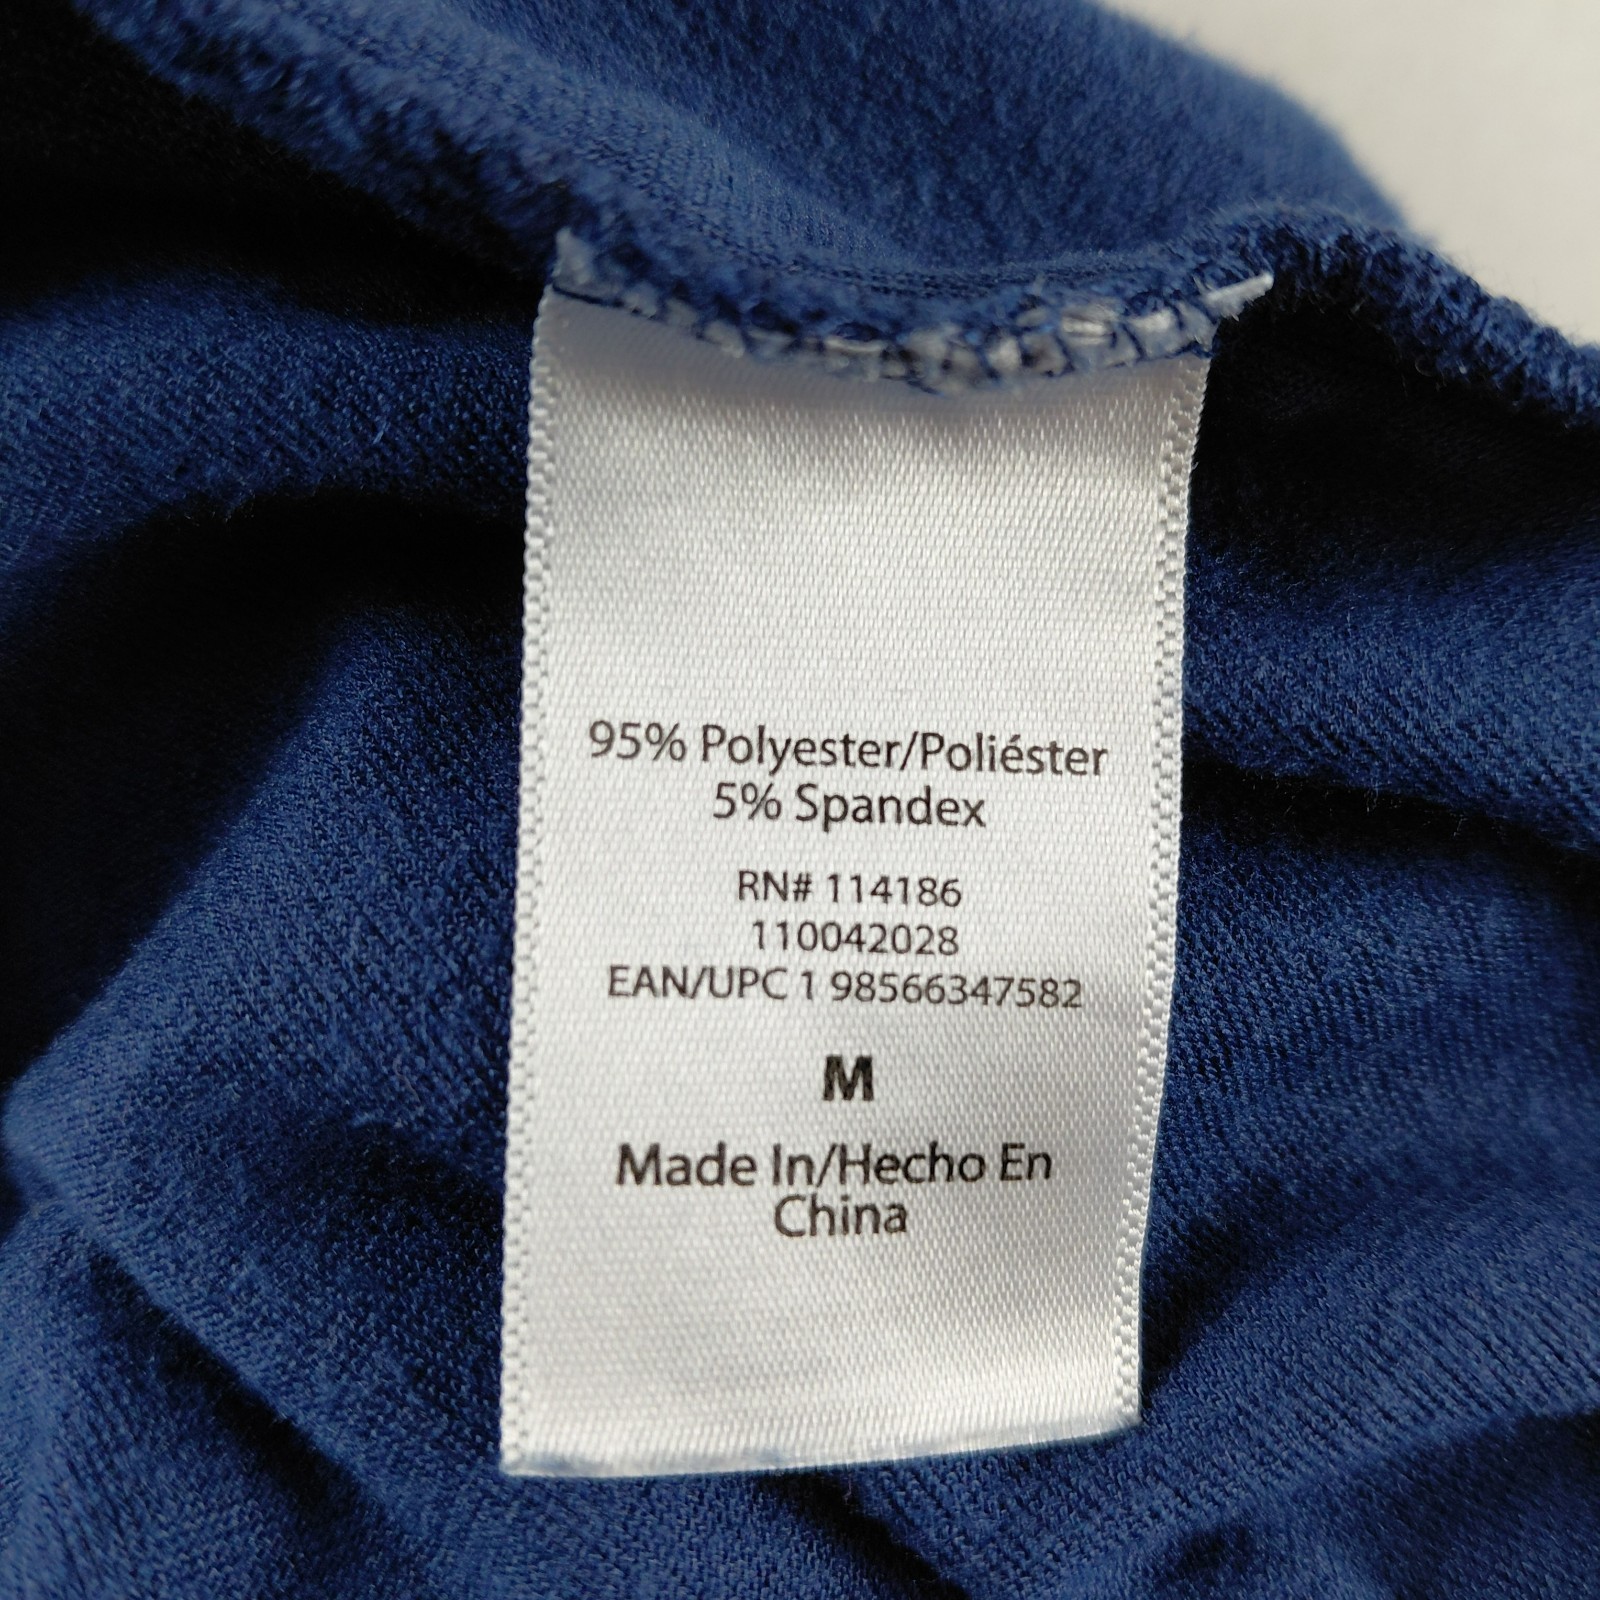 95% Polyester/Poliéster
5% Spandex
RN# 114186
110042028
EAN/UPC 1 98566347582
M
Made In/Hecho En
China